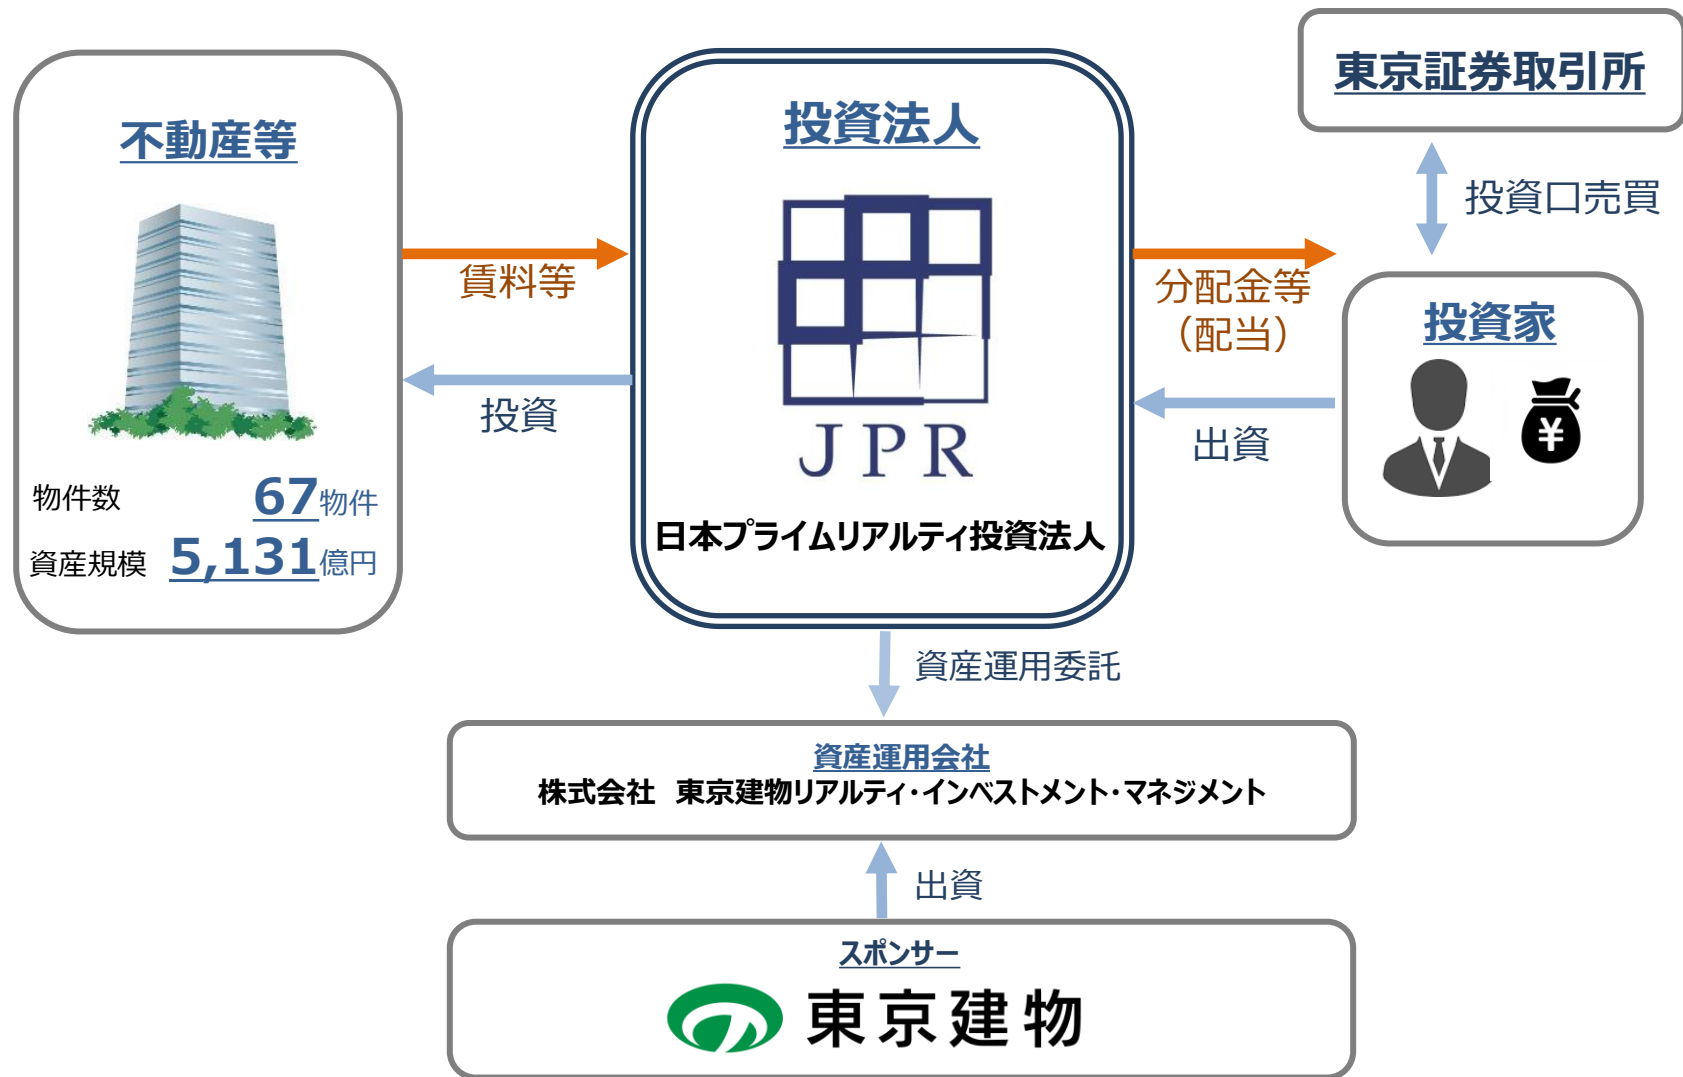 東京証券取引所
投資口売買
不動産等
物件数 67物件
資産規模 5,131億円
賃料等
投資
投資法人
JPR
日本プライムリアルティ投資法人
分配金等
（配当）
出資
投資家
¥
資産運用委託
資産運用会社
株式会社　東京建物リアルティ・インベストメント・マネジメント
出資
スポンサー
東京建物